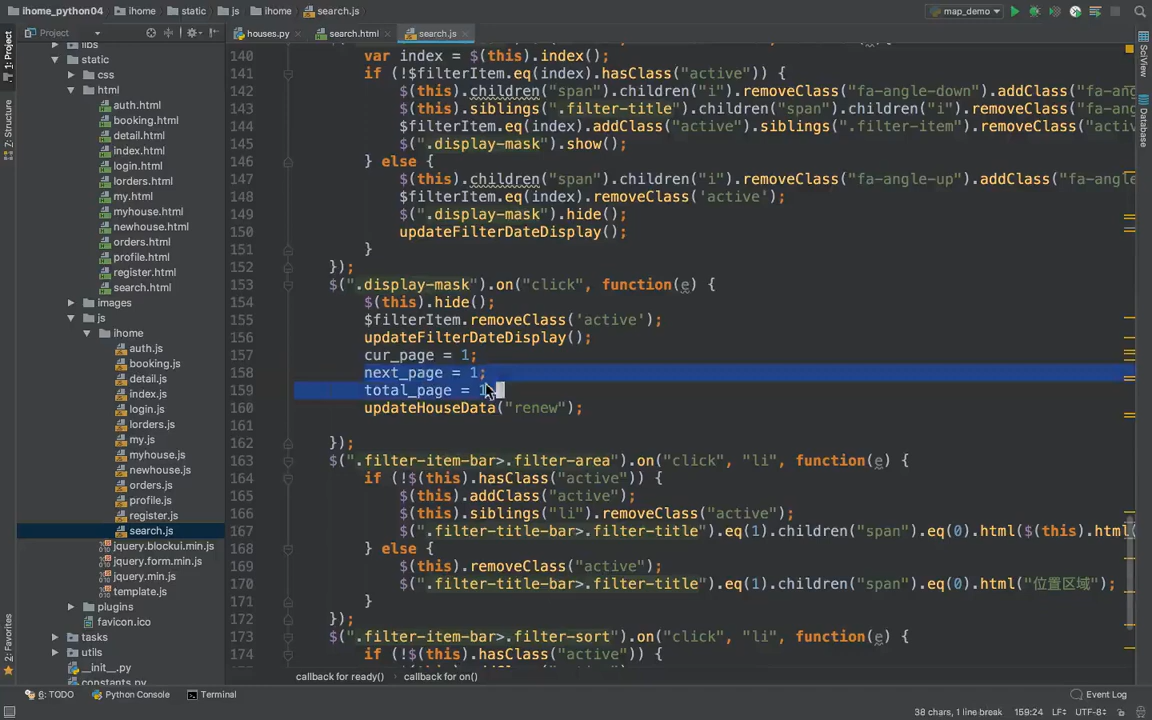 ihome_python04 ihome static js ihome search.js map_demo
Project houses.py search.html search.js
1: Project
Z: Structure
2: Favorites
SciView
Database
libs
static
css
html
auth.html
booking.html
detail.html
index.html
login.html
lorders.html
my.html
myhouse.html
newhouse.html
orders.html
profile.html
register.html
search.html
images
js
ihome
auth.js
booking.js
detail.js
index.js
login.js
lorders.js
my.js
myhouse.js
newhouse.js
orders.js
profile.js
register.js
search.js
jquery.blockui.min.js
jquery.form.min.js
jquery.min.js
template.js
plugins
favicon.ico
tasks
utils
__init__.py
constants.py
140 var index = $(this).index();
141 if (!$filterItem.eq(index).hasClass("active")) {
142 $(this).children("span").children("i").removeClass("fa-angle-down").addClass("fa-ang
143 $(this).siblings(".filter-title").children("span").children("i").removeClass("fa-ang
144 $filterItem.eq(index).addClass("active").siblings(".filter-item").removeClass("activ
145 $(".display-mask").show();
146 } else {
147 $(this).children("span").children("i").removeClass("fa-angle-up").addClass("fa-angle
148 $filterItem.eq(index).removeClass('active');
149 $(".display-mask").hide();
150 updateFilterDateDisplay();
151 }
152 });
153 $(".display-mask").on("click", function(e) {
154 $(this).hide();
155 $filterItem.removeClass('active');
156 updateFilterDateDisplay();
157 cur_page = 1;
158 next_page = 1;
159 total_page = 1
160 updateHouseData("renew");
161
162 });
163 $(".filter-item-bar>.filter-area").on("click", "li", function(e) {
164 if (!$(this).hasClass("active")) {
165 $(this).addClass("active");
166 $(this).siblings("li").removeClass("active");
167 $(".filter-title-bar>.filter-title").eq(1).children("span").eq(0).html($(this).html(
168 } else {
169 $(this).removeClass("active");
170 $(".filter-title-bar>.filter-title").eq(1).children("span").eq(0).html("位置区域");
171 }
172 });
173 $(".filter-item-bar>.filter-sort").on("click", "li", function(e) {
174 if (!$(this).hasClass("active")) {
callback for ready() callback for on()
6: TODO Python Console Terminal Event Log
38 chars, 1 line break 159:24 LF÷ UTF-8÷